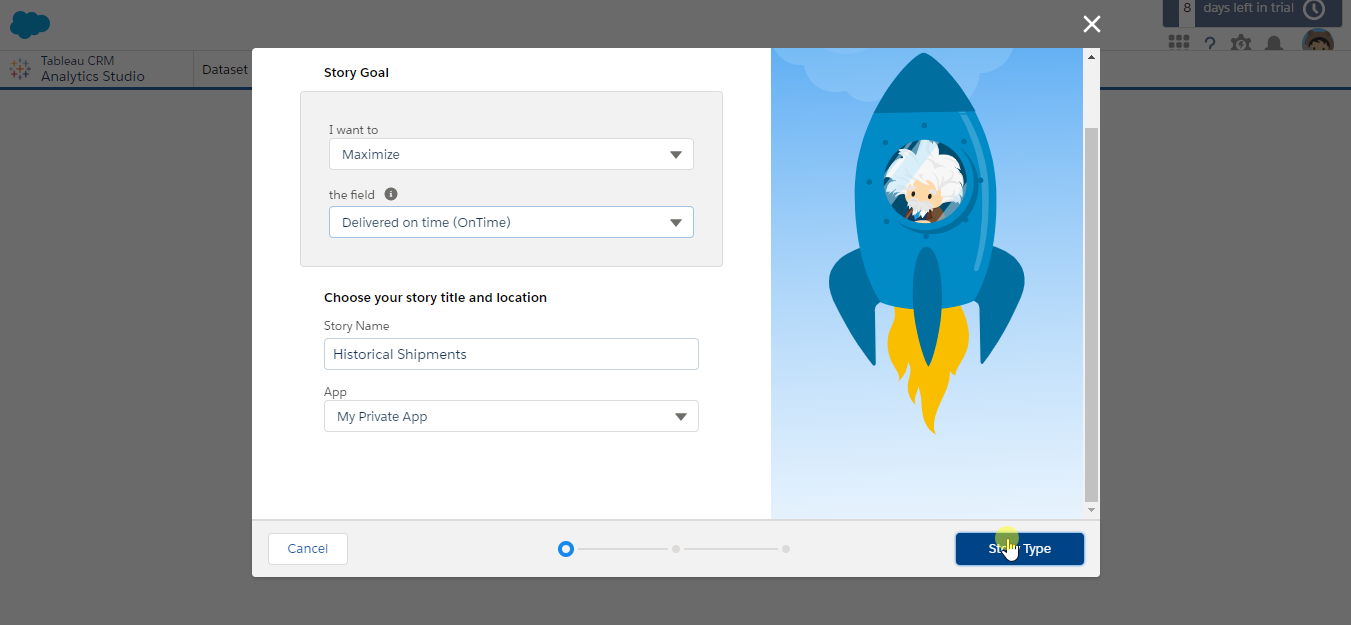 8 days left in trial
Tableau CRM
Analytics Studio
Dataset
Story Goal
I want to
Maximize
the field
Delivered on time (OnTime)
Choose your story title and location
Story Name
Historical Shipments
App
My Private App
Cancel
Story Type